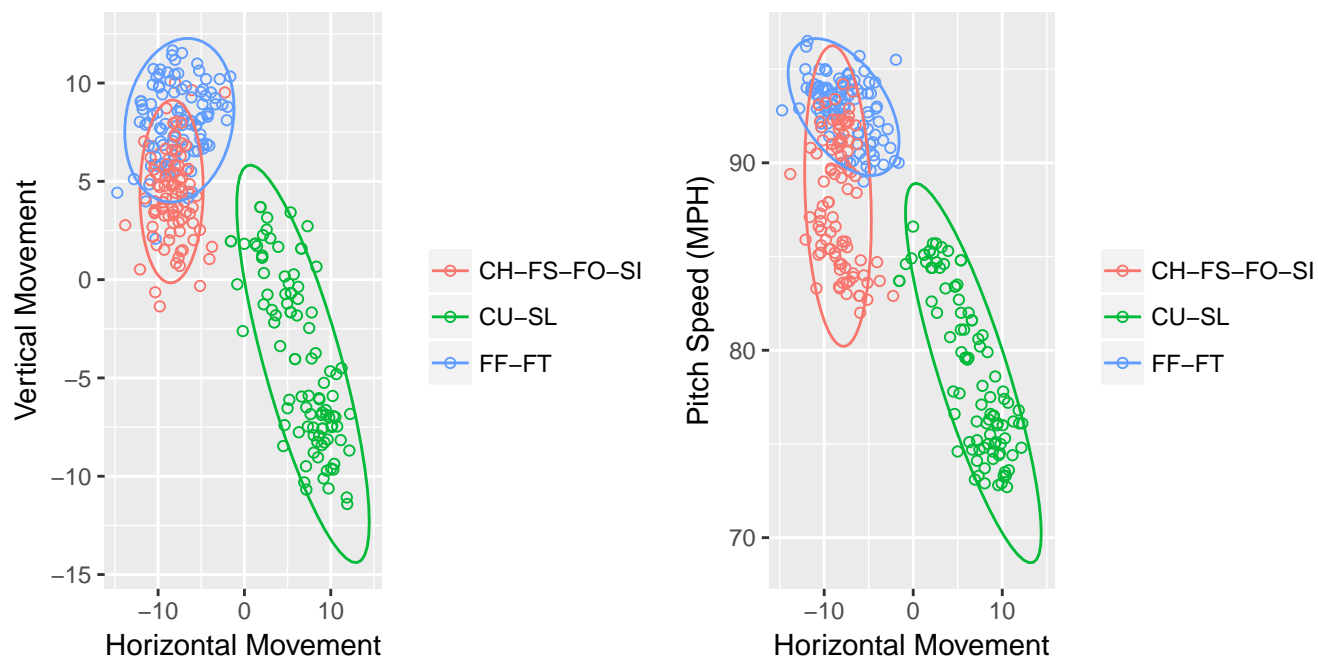 Vertical Movement
10
5
0
−5
−10
−15
−10 0 10
Horizontal Movement
CH−FS−FO−SI
CU−SL
FF−FT
Pitch Speed (MPH)
90
80
70
−10 0 10
Horizontal Movement
CH−FS−FO−SI
CU−SL
FF−FT